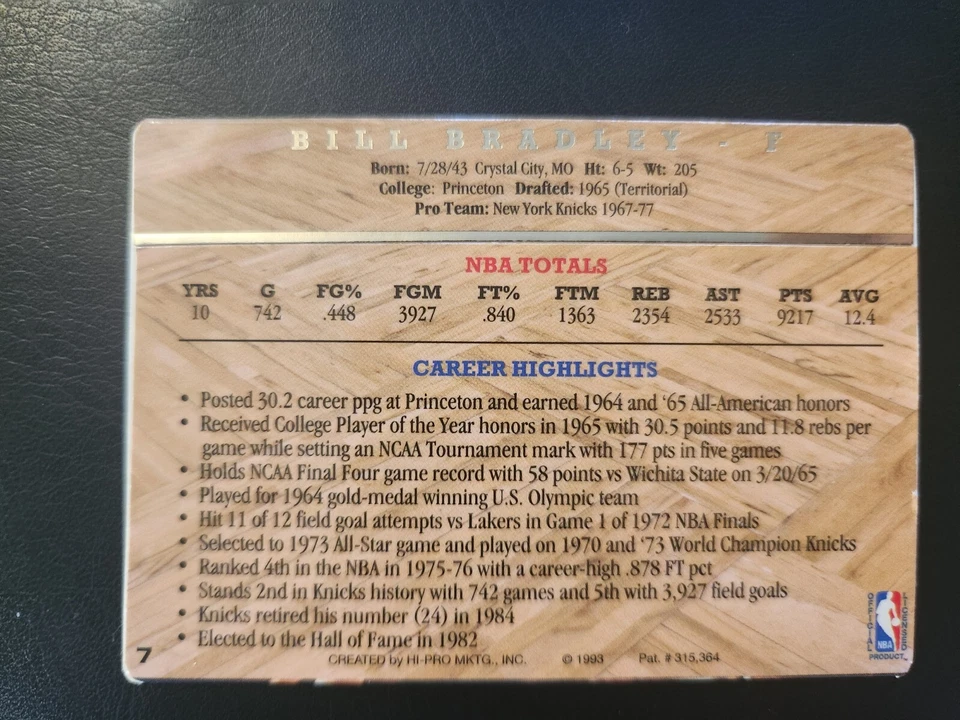 BILL BRADLEY - F
Born: 7/28/43 Crystal City, MO Ht: 6-5 Wt: 205
College: Princeton Drafted: 1965 (Territorial)
Pro Team: New York Knicks 1967-77
NBA TOTALS
YRS G FG% FGM FT% FTM REB AST PTS AVG
10 742 .448 3927 .840 1363 2354 2533 9217 12.4
CAREER HIGHLIGHTS
• Posted 30.2 career ppg at Princeton and earned 1964 and ‘65 All-American honors
• Received College Player of the Year honors in 1965 with 30.5 points and 11.8 rebs per
game while setting an NCAA Tournament mark with 177 pts in five games
• Holds NCAA Final Four game record with 58 points vs Wichita State on 3/20/65
• Played for 1964 gold-medal winning U.S. Olympic team
• Hit 11 of 12 field goal attempts vs Lakers in Game 1 of 1972 NBA Finals
• Selected to 1973 All-Star game and played on 1970 and ‘73 World Champion Knicks
• Ranked 4th in the NBA in 1975-76 with a career-high .878 FT pct
• Stands 2nd in Knicks history with 742 games and 5th with 3,927 field goals
• Knicks retired his number (24) in 1984
• Elected to the Hall of Fame in 1982
7
CREATED by HI-PRO MKTG., INC. © 1993 Pat. # 315,364
OFFICIAL
LICENSED
NBA
PRODUCT